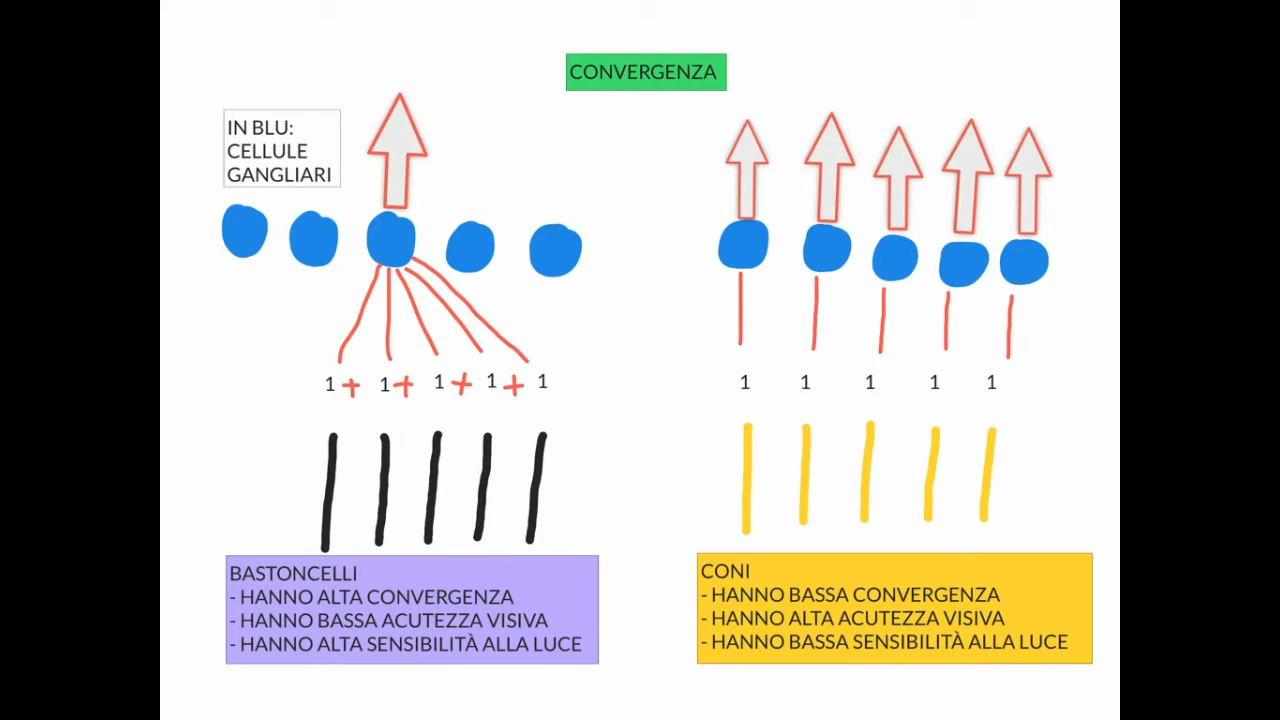 CONVERGENZA
IN BLU:
CELLULE
GANGLIARI
1 + 1 + 1 + 1 + 1
1 1 1 1 1
BASTONCELLI
- HANNO ALTA CONVERGENZA
- HANNO BASSA ACUTEZZA VISIVA
- HANNO ALTA SENSIBILITÀ ALLA LUCE
CONI
- HANNO BASSA CONVERGENZA
- HANNO ALTA ACUTEZZA VISIVA
- HANNO BASSA SENSIBILITÀ ALLA LUCE